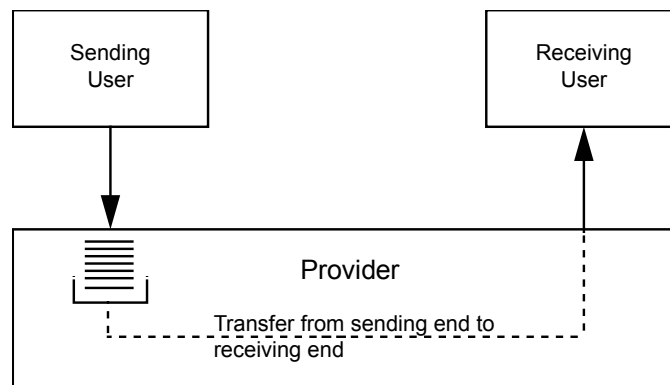 Sending
User
Receiving
User
Provider
Transfer from sending end to
receiving end